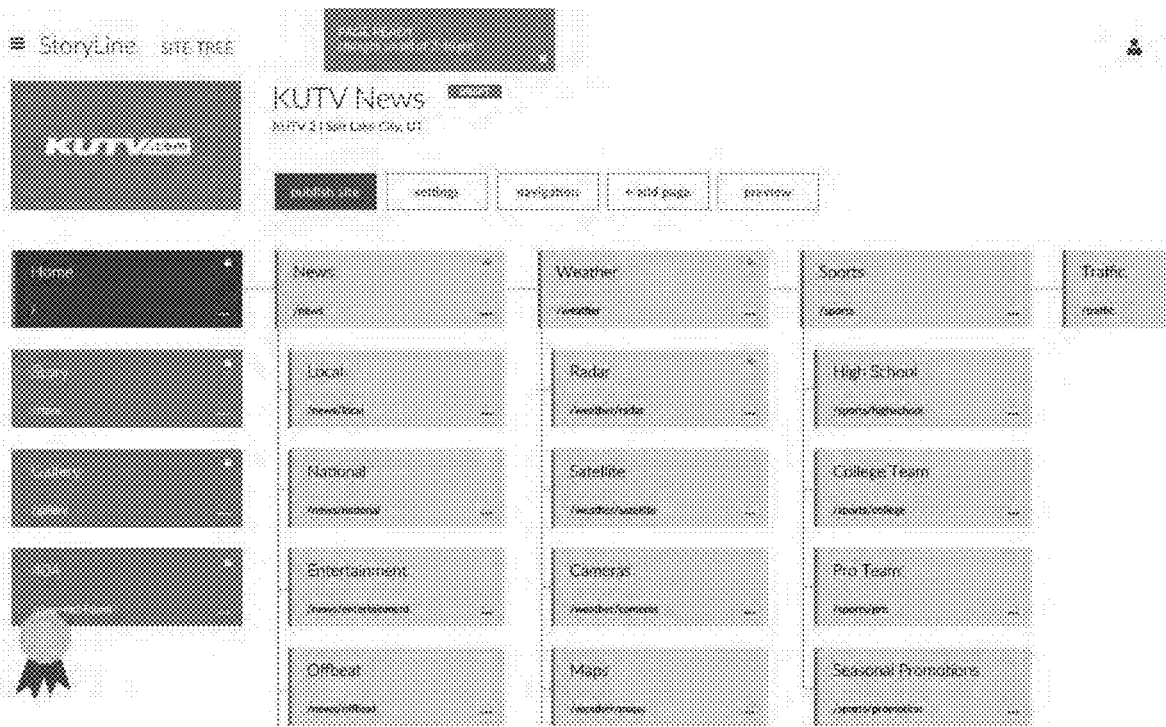 StoryLine SITE TREE
KUTV
KUTV News
KUTV 2 | Salt Lake City, UT
publish site settings navigation + add page preview
Home
/
...
News
/news
...
Weather
/weather
...
Sports
/sports
...
Traffic
/traffic
Local
/news/local
...
Radar
/weather/radar
...
High School
/sports/highschool
...
National
/news/national
...
Satellite
/weather/satellite
...
College Team
/sports/college
...
Entertainment
/news/entertainment
...
Cameras
/weather/cameras
...
Pro Team
/sports/pro
...
Offbeat
/news/offbeat
...
Maps
/weather/maps
...
Seasonal Promotions
/sports/promotion
...